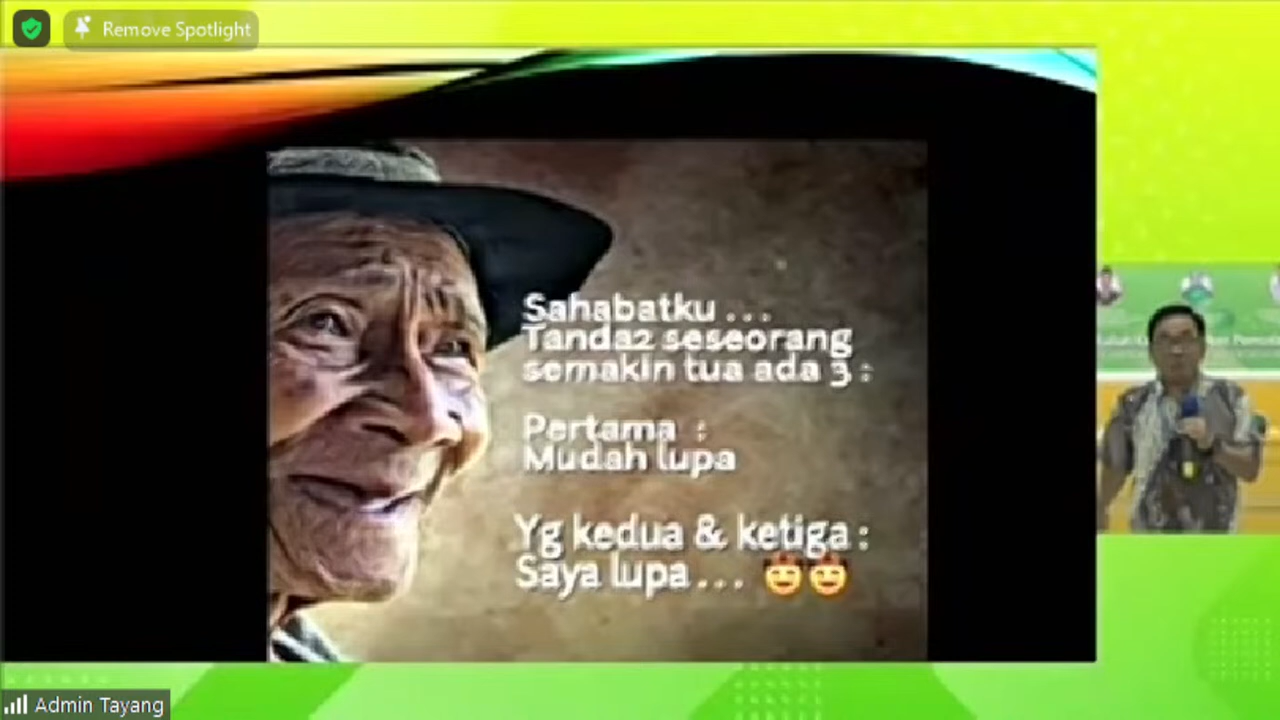 Remove Spotlight
Sahabatku . . .
Tanda2 seseorang
semakin tua ada 3 :
Pertama :
Mudah lupa
Yg kedua & ketiga :
Saya lupa . . .
Admin Tayang